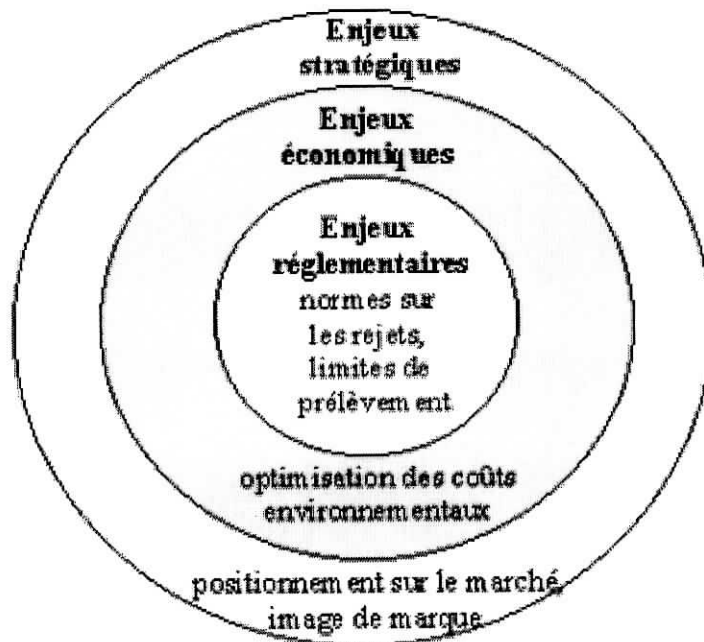 Enjeux
stratégiques
Enjeux
économiques
Enjeux
réglementaires
normes sur
les rejets,
limites de
prélèvement
optimisation des coûts
environnementaux
positionnement sur le marché,
image de marque